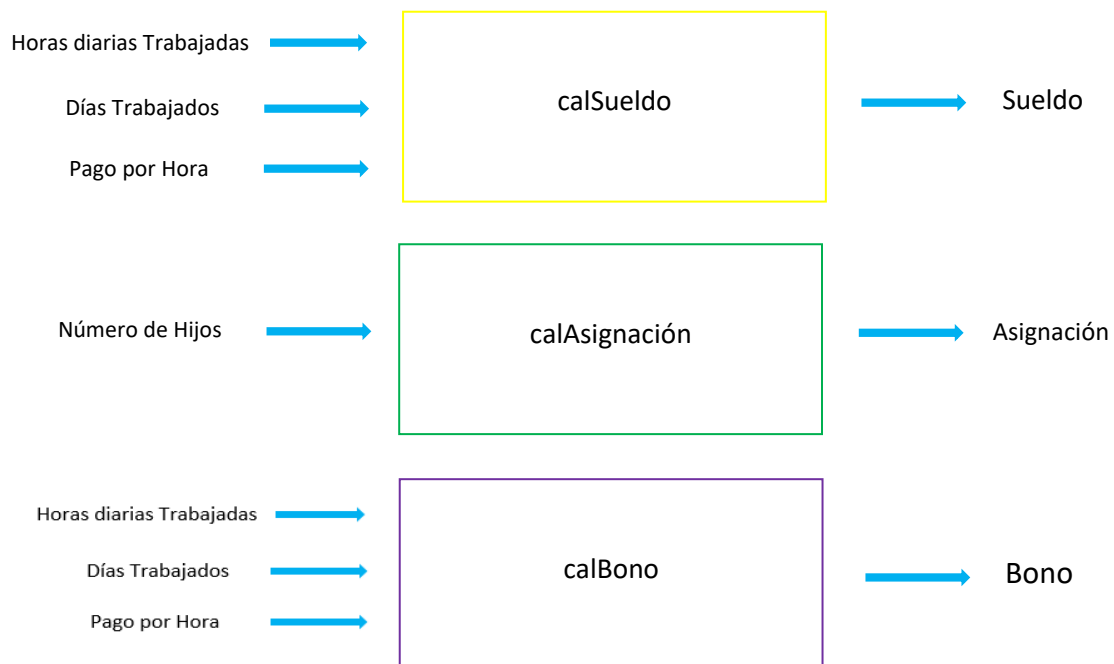 Horas diarias Trabajadas
Días Trabajados
Pago por Hora
calSueldo
Sueldo
Número de Hijos
calAsignación
Asignación
Horas diarias Trabajadas
Días Trabajados
Pago por Hora
calBono
Bono